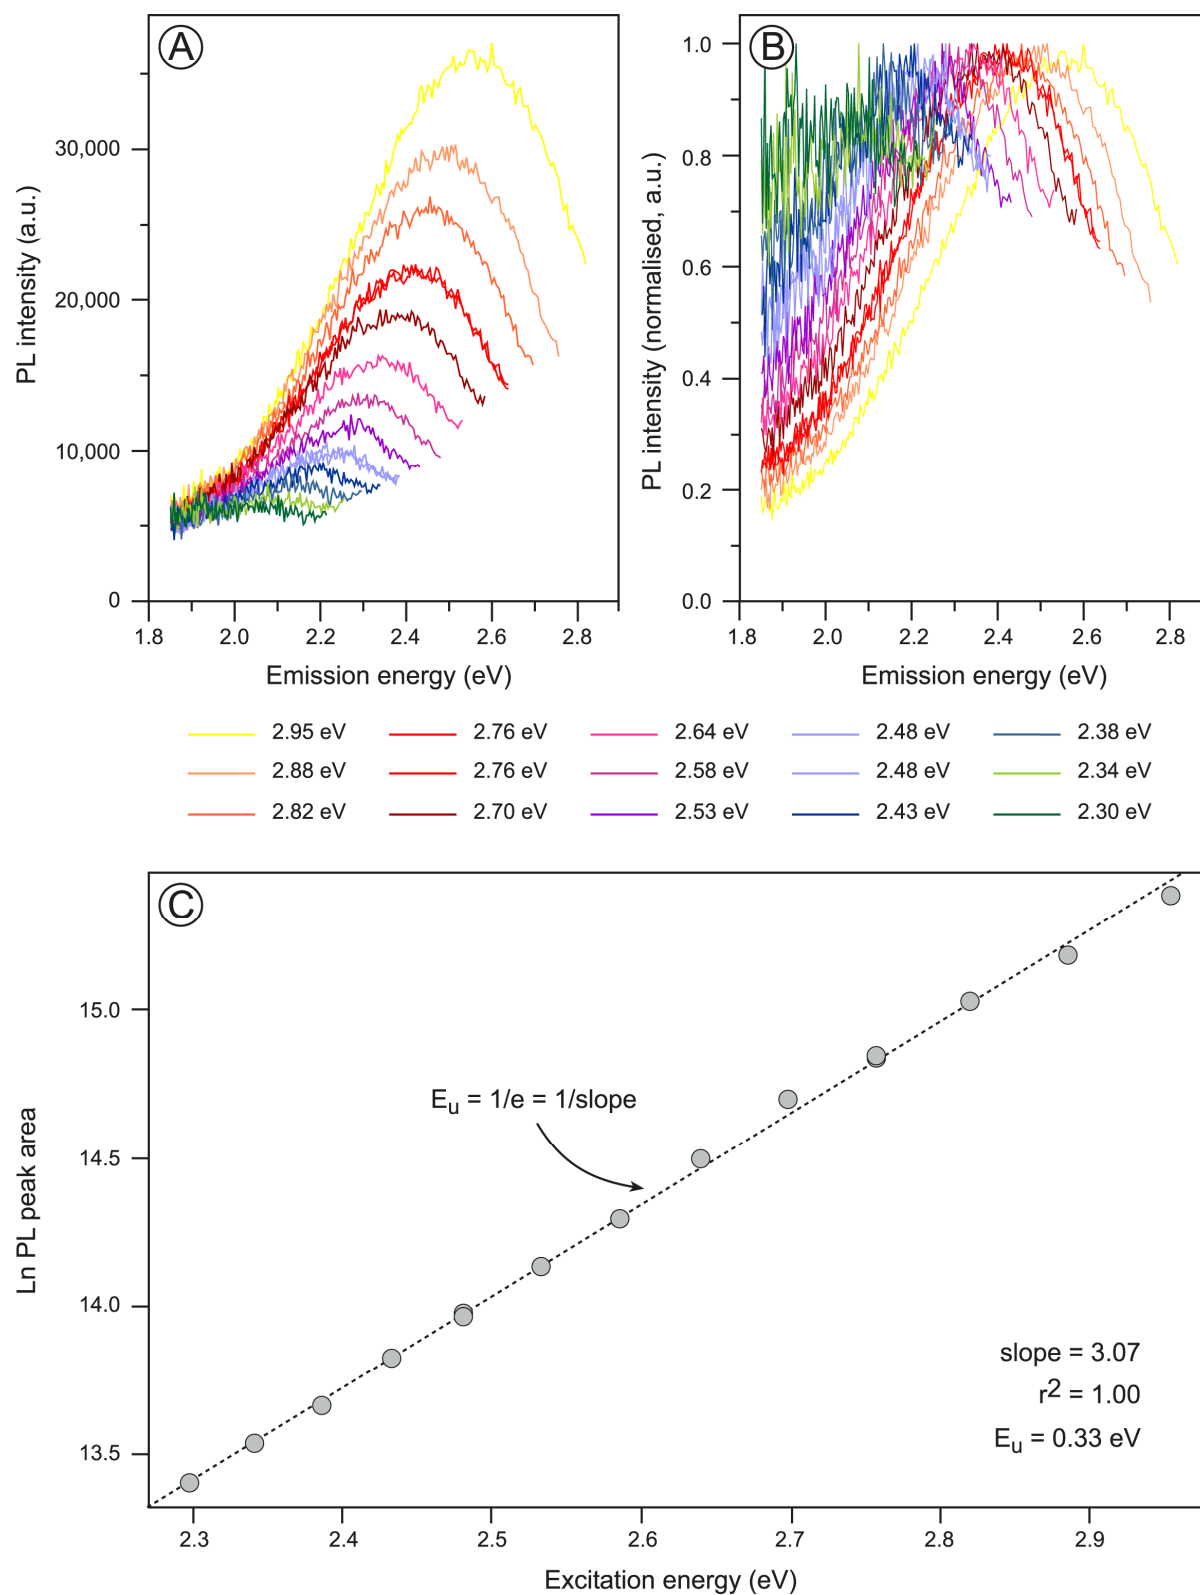 A
B
PL intensity (a.u.)
30,000
20,000
10,000
0
1.8 2.0 2.2 2.4 2.6 2.8
Emission energy (eV)
PL intensity (normalised, a.u.)
1.0
0.8
0.6
0.4
0.2
0.0
1.8 2.0 2.2 2.4 2.6 2.8
Emission energy (eV)
2.95 eV 2.76 eV 2.64 eV 2.48 eV 2.38 eV
2.88 eV 2.76 eV 2.58 eV 2.48 eV 2.34 eV
2.82 eV 2.70 eV 2.53 eV 2.43 eV 2.30 eV
C
Ln PL peak area
15.0
14.5
14.0
13.5
E_u = 1/e = 1/slope
slope = 3.07
r² = 1.00
E_u = 0.33 eV
2.3 2.4 2.5 2.6 2.7 2.8 2.9
Excitation energy (eV)